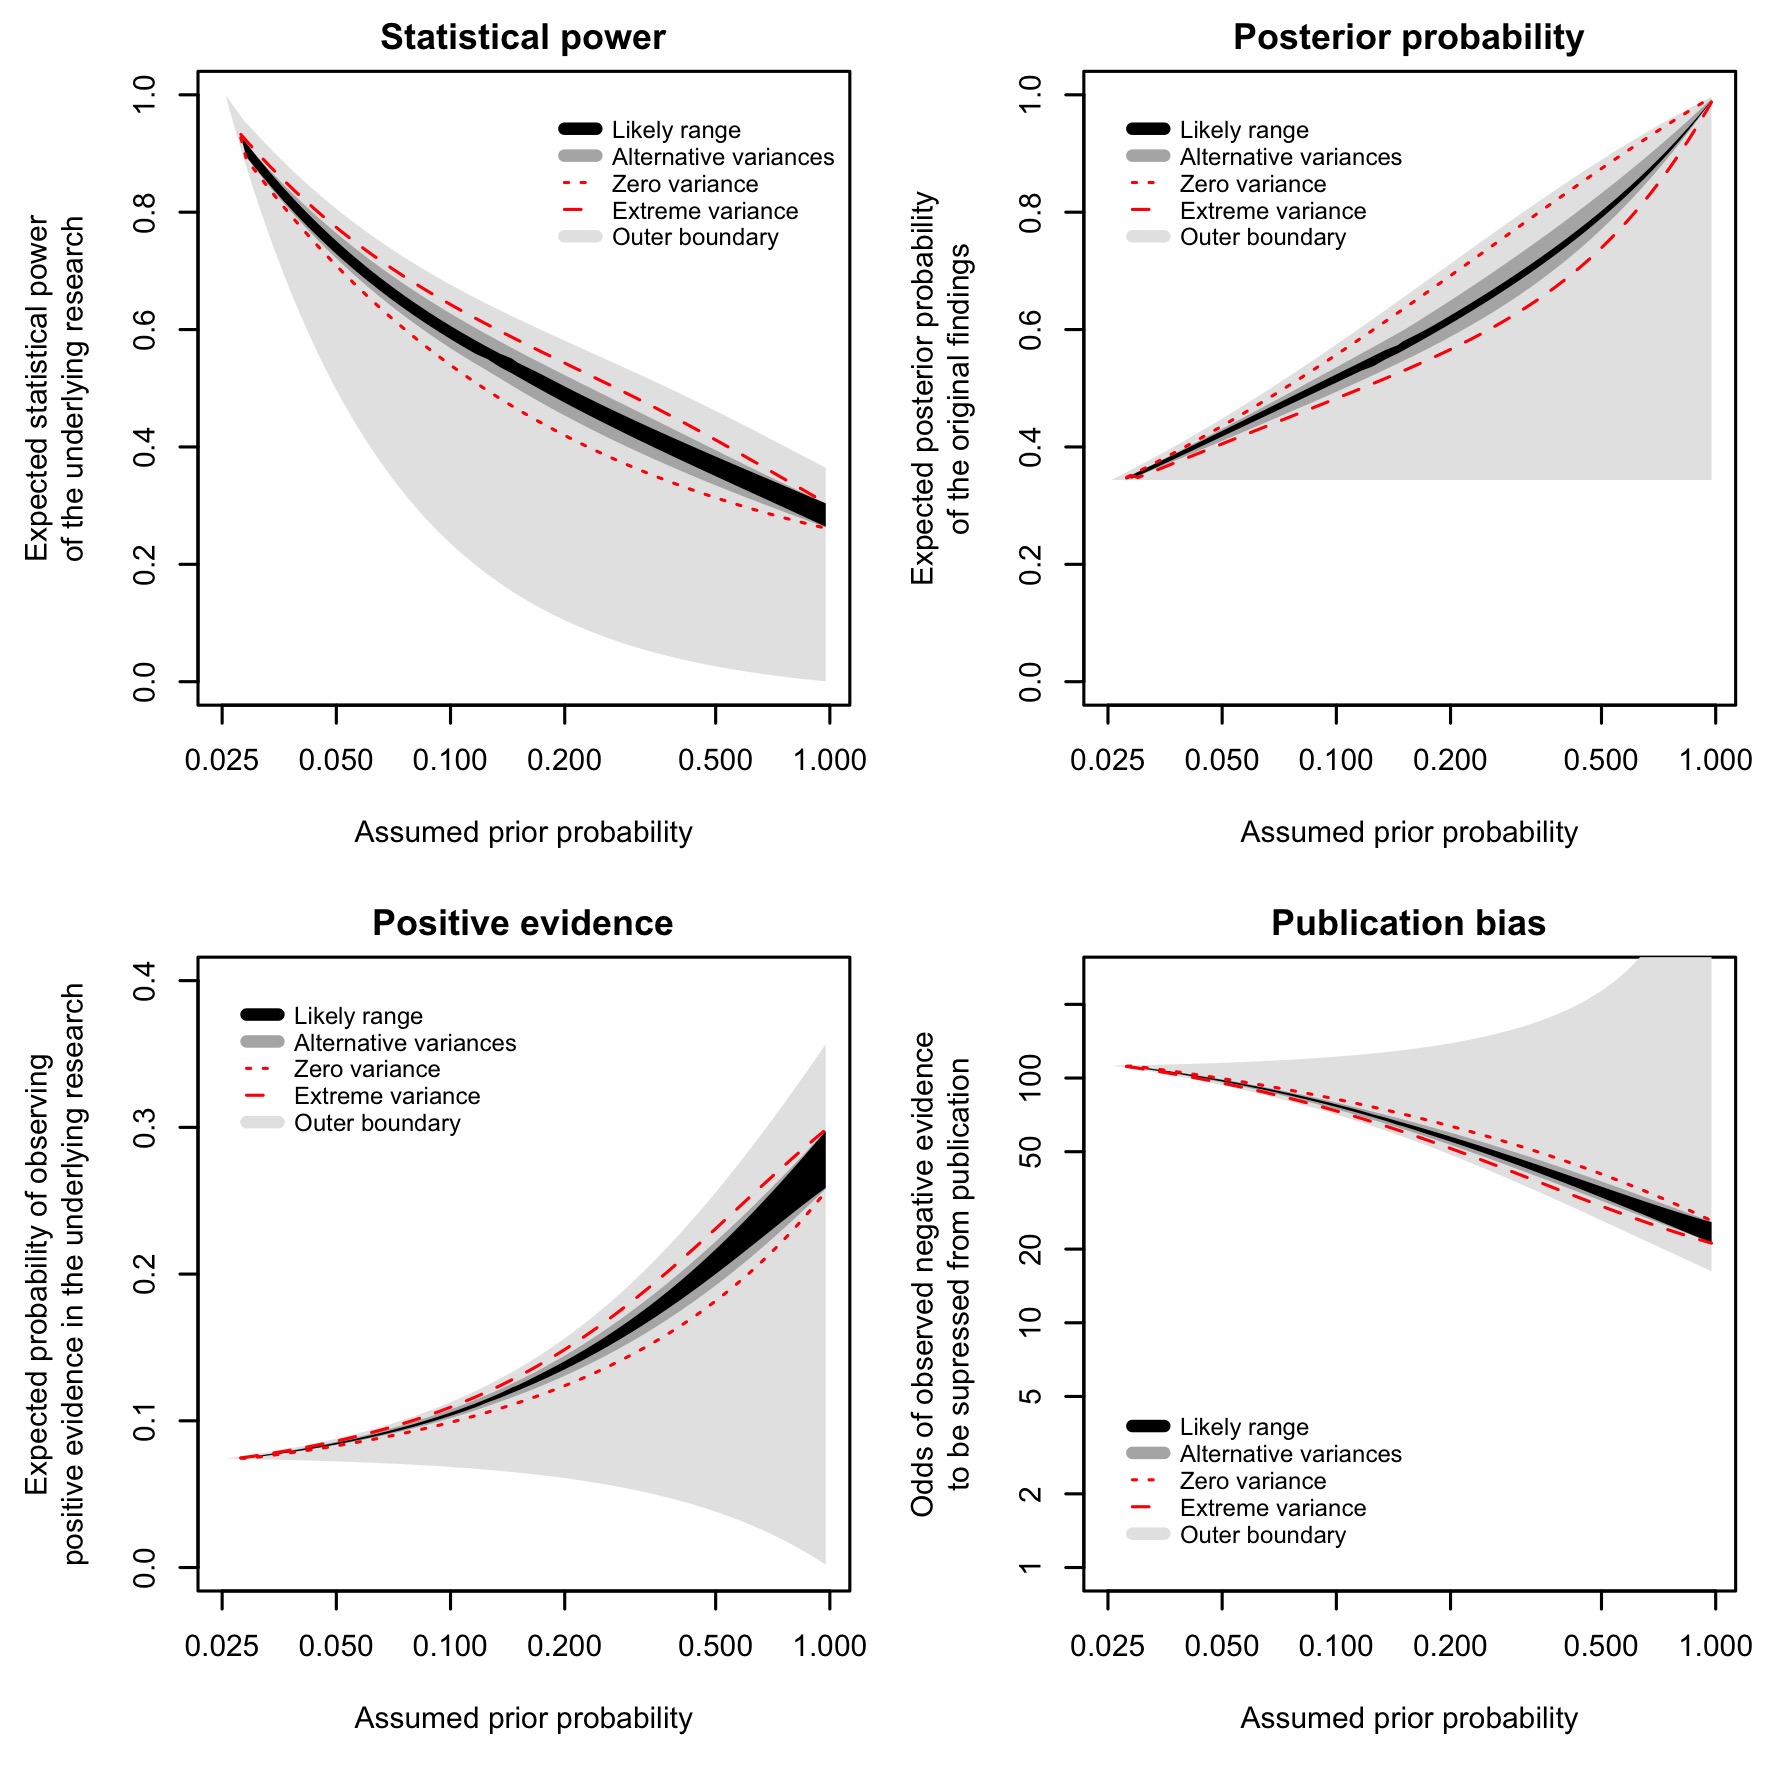 Statistical power
Expected statistical power
of the underlying research
1.0
0.8
0.6
0.4
0.2
0.0
Likely range
Alternative variances
Zero variance
Extreme variance
Outer boundary
0.025 0.050 0.100 0.200 0.500 1.000
Assumed prior probability
Posterior probability
Expected posterior probability
of the original findings
1.0
0.8
0.6
0.4
0.2
0.0
Likely range
Alternative variances
Zero variance
Extreme variance
Outer boundary
0.025 0.050 0.100 0.200 0.500 1.000
Assumed prior probability
Positive evidence
Expected probability of observing
positive evidence in the underlying research
0.4
0.3
0.2
0.1
0.0
Likely range
Alternative variances
Zero variance
Extreme variance
Outer boundary
0.025 0.050 0.100 0.200 0.500 1.000
Assumed prior probability
Publication bias
Odds of observed negative evidence
to be supressed from publication
100
50
20
10
5
2
1
Likely range
Alternative variances
Zero variance
Extreme variance
Outer boundary
0.025 0.050 0.100 0.200 0.500 1.000
Assumed prior probability